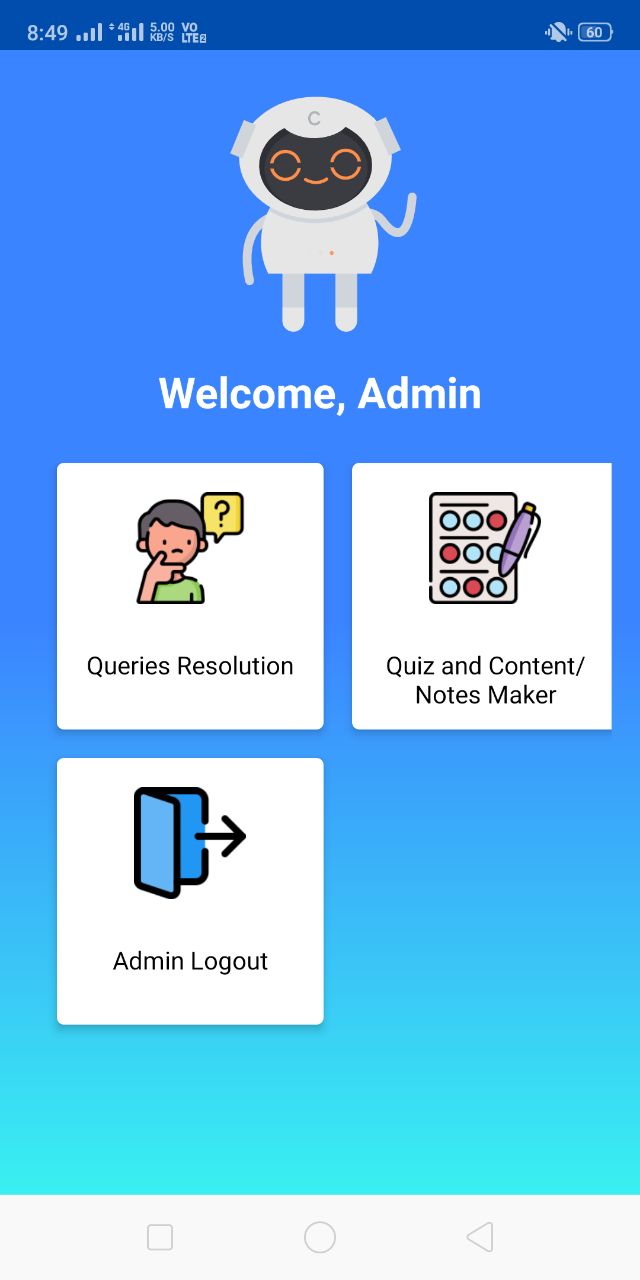 8:49
4G
5.00
KB/S
VO
LTE2
60
C
Welcome, Admin
?
Queries Resolution
Quiz and Content/
Notes Maker
Admin Logout